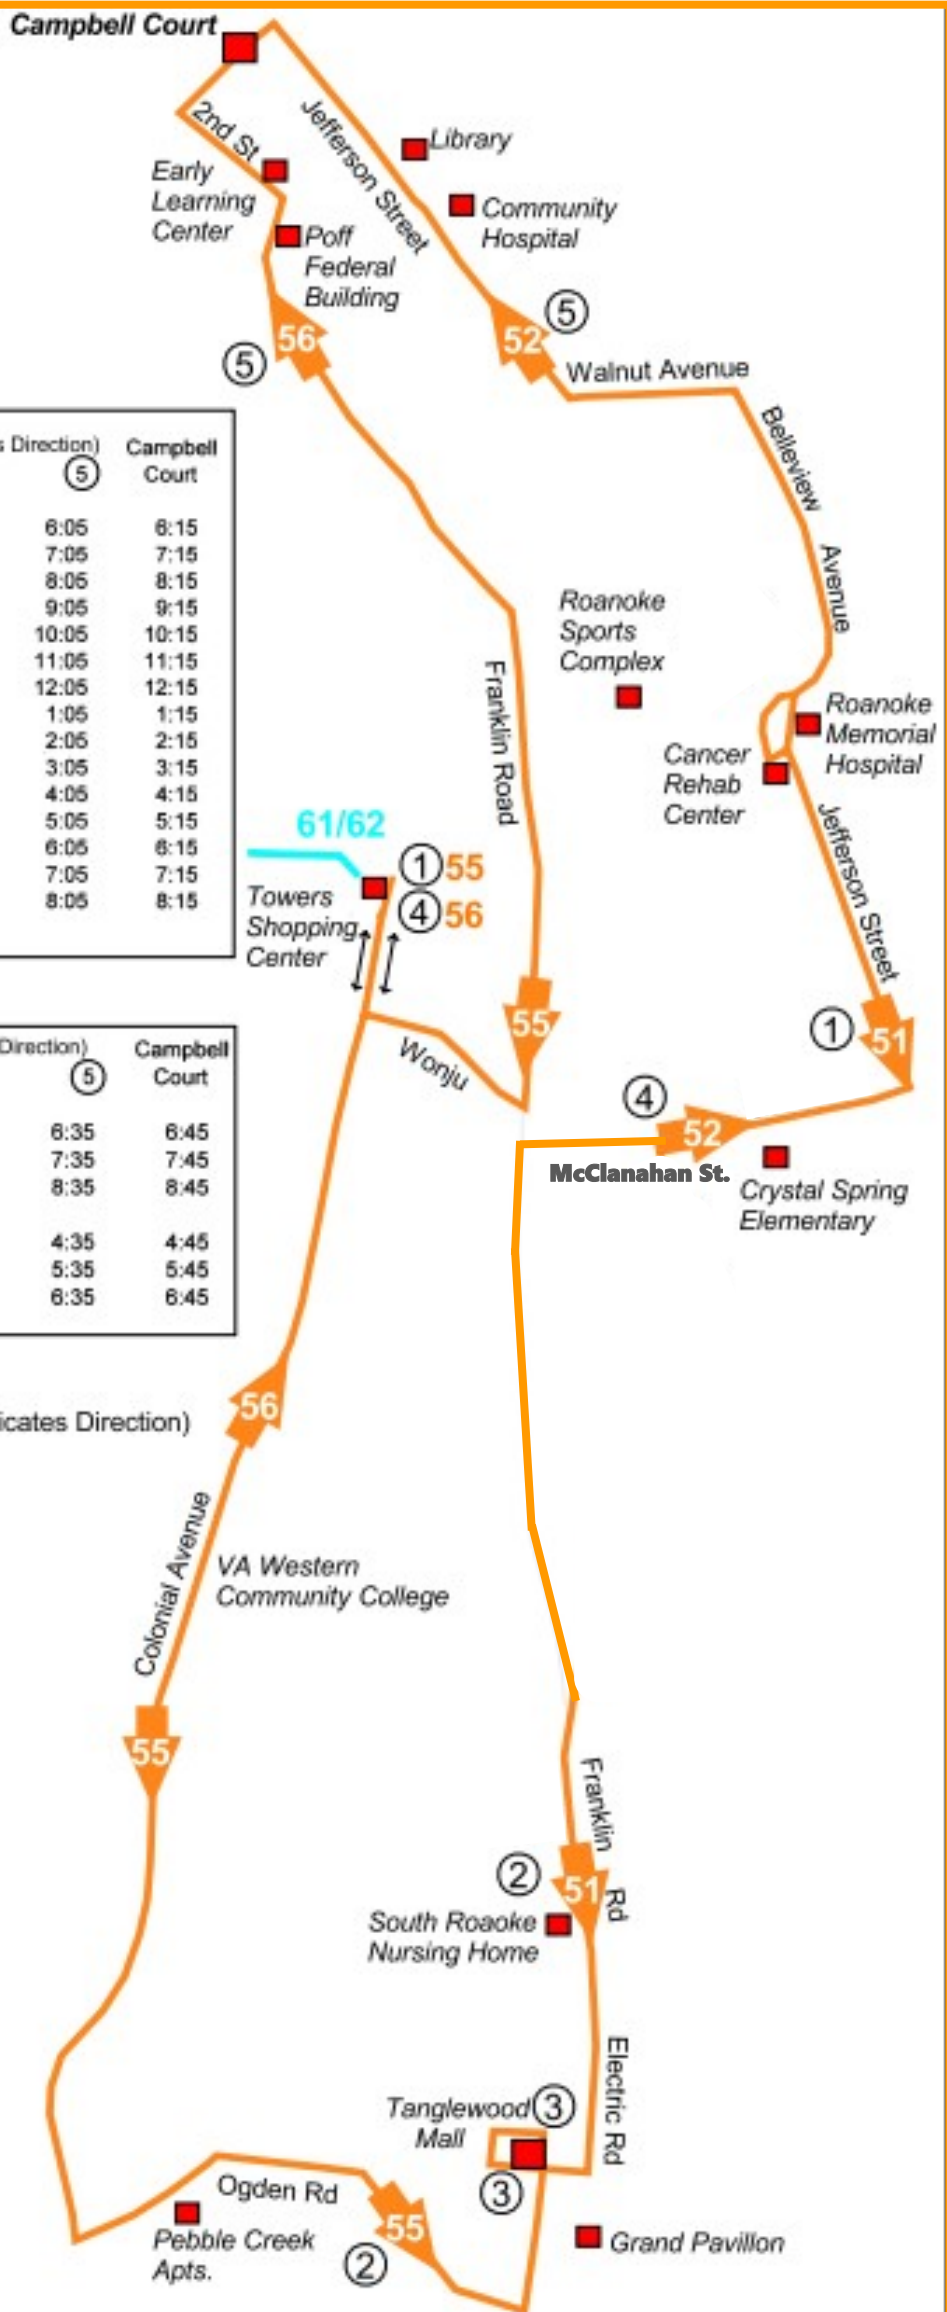 Campbell Court
2nd St
Jefferson Street
Library
Early
Learning
Center
Community
Hospital
Poff
Federal
Building
5
56
52
5
Walnut Avenue
Belleview
Avenue
s Direction) Campbell
5 Court
6:05 6:15
7:05 7:15
8:05 8:15
9:05 9:15
10:05 10:15
11:05 11:15
12:05 12:15
1:05 1:15
2:05 2:15
3:05 3:15
4:05 4:15
5:05 5:15
6:05 6:15
7:05 7:15
8:05 8:15
Roanoke
Sports
Complex
Franklin Road
Roanoke
Memorial
Hospital
Cancer
Rehab
Center
Jefferson Street
61/62
1 55
4 56
Towers
Shopping
Center
55
Wonju
1
51
4
52
McClanahan St.
Crystal Spring
Elementary
Direction) Campbell
5 Court
6:35 6:45
7:35 7:45
8:35 8:45
4:35 4:45
5:35 5:45
6:35 6:45
56
icates Direction)
Colonial Avenue
VA Western
Community College
55
Franklin Rd
2
51
South Roaoke
Nursing Home
Electric Rd
Tanglewood
Mall
3
3
Ogden Rd
Pebble Creek
Apts.
55
2
Grand Pavillon